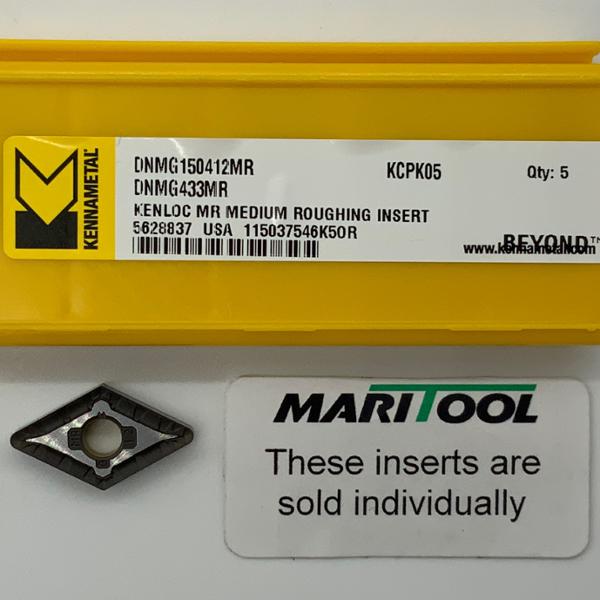 KENNAMETAL
DNMG150412MR KCPK05 Qty: 5
DNMG433MR
KENLOC MR MEDIUM ROUGHING INSERT
5628837 USA 115037546K50R
BEYOND™
www.kennametal.com
MARITOOL
These inserts are
sold individually